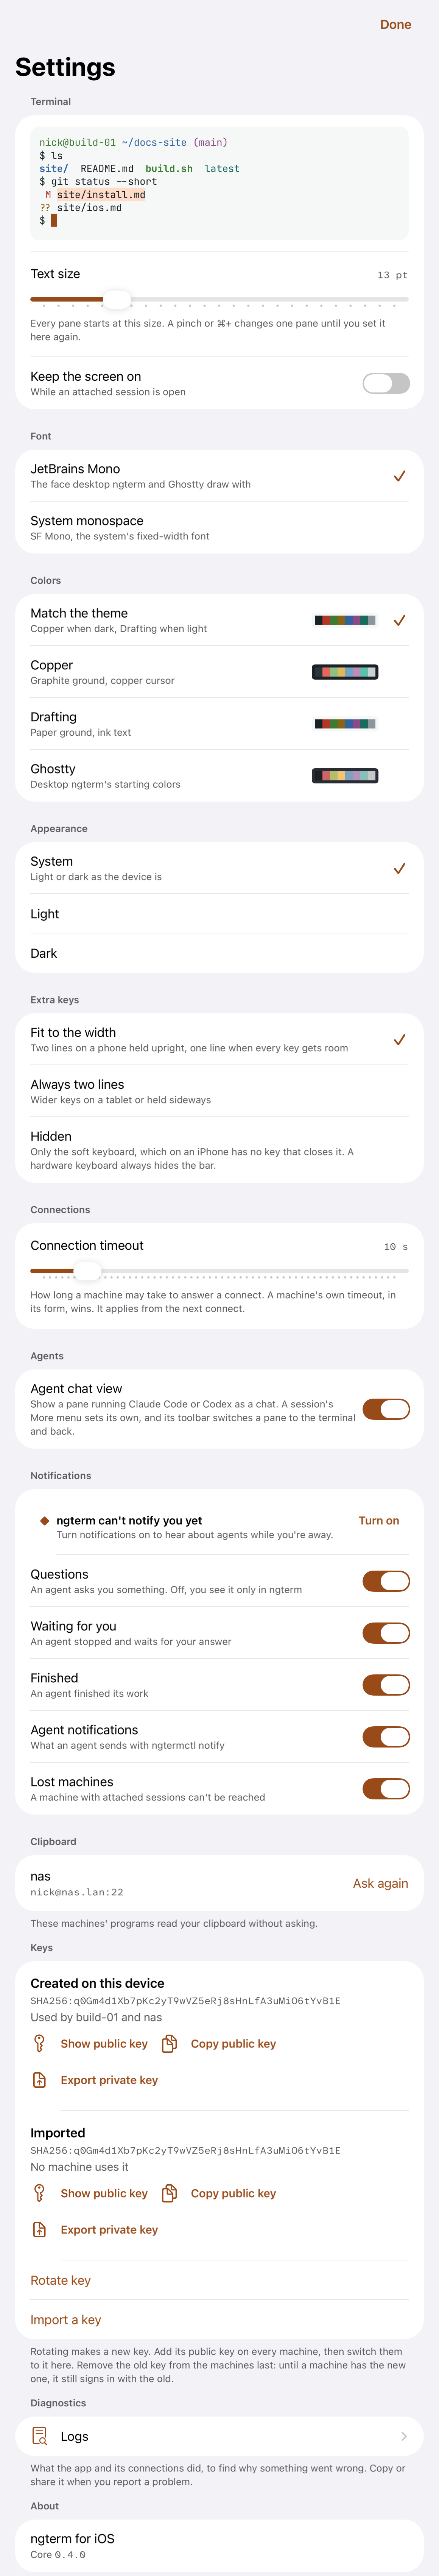 Done
Settings
Terminal
nick@build-01 ~/docs-site (main)
$ ls
site/ README.md build.sh latest
$ git status --short
M site/install.md
?? site/ios.md
$
Text size 13 pt
Every pane starts at this size. A pinch or ⌘+ changes one pane until you set it
here again.
Keep the screen on
While an attached session is open
Font
JetBrains Mono
The face desktop ngterm and Ghostty draw with
System monospace
SF Mono, the system's fixed-width font
Colors
Match the theme
Copper when dark, Drafting when light
Copper
Graphite ground, copper cursor
Drafting
Paper ground, ink text
Ghostty
Desktop ngterm's starting colors
Appearance
System
Light or dark as the device is
Light
Dark
Extra keys
Fit to the width
Two lines on a phone held upright, one line when every key gets room
Always two lines
Wider keys on a tablet or held sideways
Hidden
Only the soft keyboard, which on an iPhone has no key that closes it. A
hardware keyboard always hides the bar.
Connections
Connection timeout 10 s
How long a machine may take to answer a connect. A machine's own timeout, in
its form, wins. It applies from the next connect.
Agents
Agent chat view
Show a pane running Claude Code or Codex as a chat. A session's
More menu sets its own, and its toolbar switches a pane to the terminal
and back.
Notifications
ngterm can't notify you yet
Turn notifications on to hear about agents while you're away.
Turn on
Questions
An agent asks you something. Off, you see it only in ngterm
Waiting for you
An agent stopped and waits for your answer
Finished
An agent finished its work
Agent notifications
What an agent sends with ngtermctl notify
Lost machines
A machine with attached sessions can't be reached
Clipboard
nas
nick@nas.lan:22
Ask again
These machines' programs read your clipboard without asking.
Keys
Created on this device
SHA256:q0Gm4d1Xb7pKc2yT9wVZ5eRj8sHnLfA3uMiO6tYvB1E
Used by build-01 and nas
Show public key Copy public key
Export private key
Imported
SHA256:q0Gm4d1Xb7pKc2yT9wVZ5eRj8sHnLfA3uMiO6tYvB1E
No machine uses it
Show public key Copy public key
Export private key
Rotate key
Import a key
Rotating makes a new key. Add its public key on every machine, then switch them
to it here. Remove the old key from the machines last: until a machine has the new
one, it still signs in with the old.
Diagnostics
Logs
What the app and its connections did, to find why something went wrong. Copy or
share it when you report a problem.
About
ngterm for iOS
Core 0.4.0